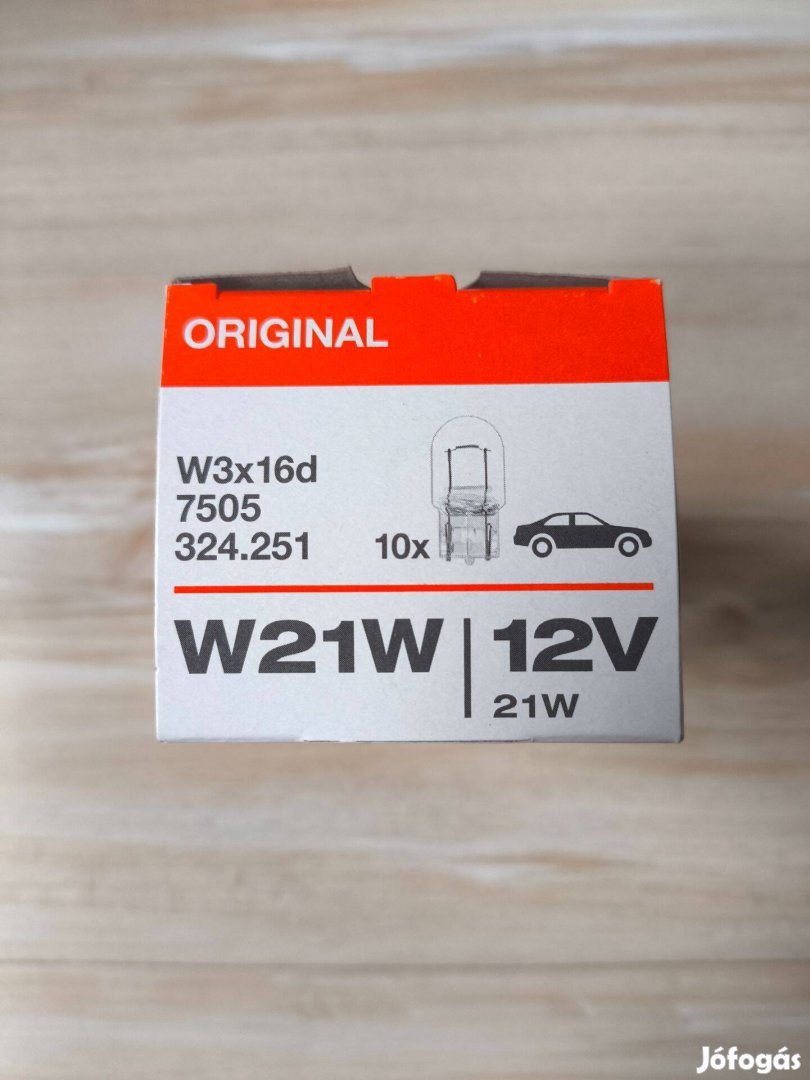 ORIGINAL
W3x16d
7505
324.251
10x
W21W
12V
21W
Jófogás